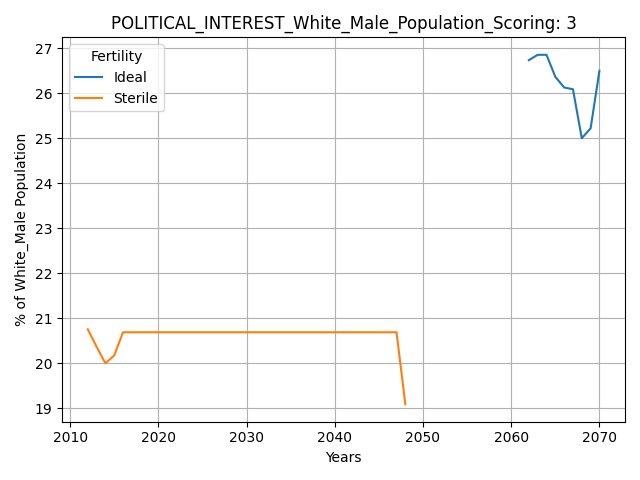 POLITICAL_INTEREST_White_Male_Population_Scoring: 3
Fertility
Ideal
Sterile
% of White_Male Population
27
26
25
24
23
22
21
20
19
2010 2020 2030 2040 2050 2060 2070
Years